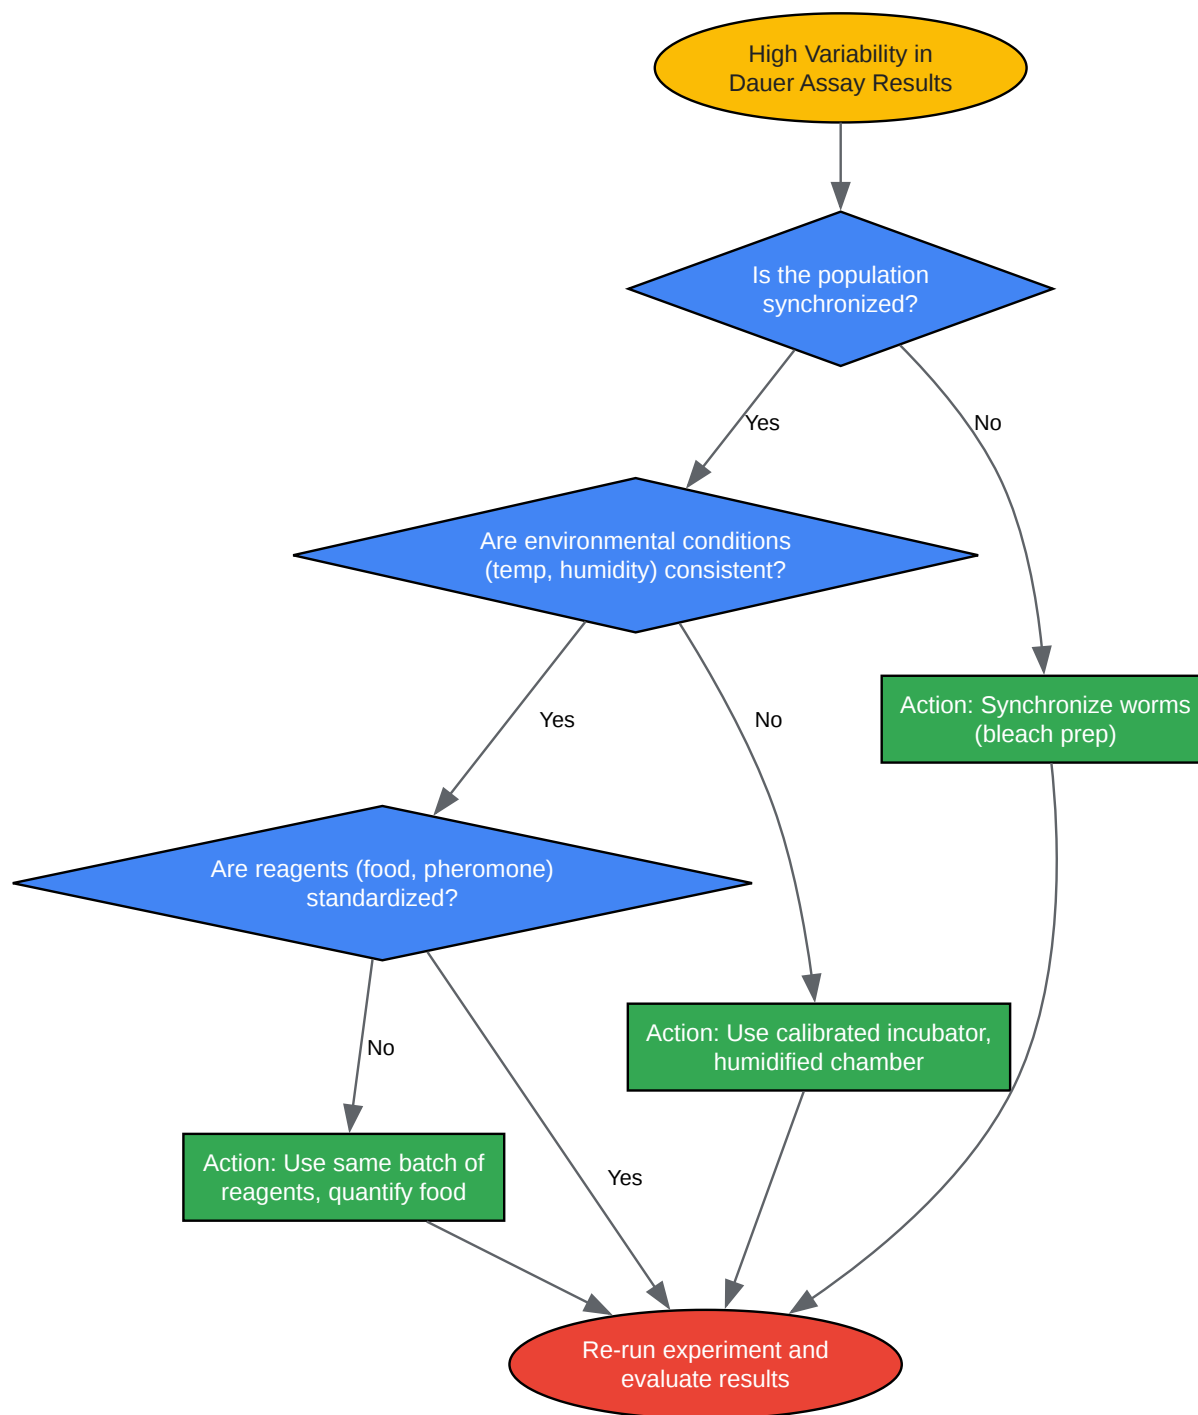 High Variability in
Dauer Assay Results
Is the population
synchronized?
Yes
No
Are environmental conditions
(temp, humidity) consistent?
Yes
No
Action: Synchronize worms
(bleach prep)
Are reagents (food, pheromone)
standardized?
No
Yes
Action: Use calibrated incubator,
humidified chamber
Action: Use same batch of
reagents, quantify food
Re-run experiment and
evaluate results